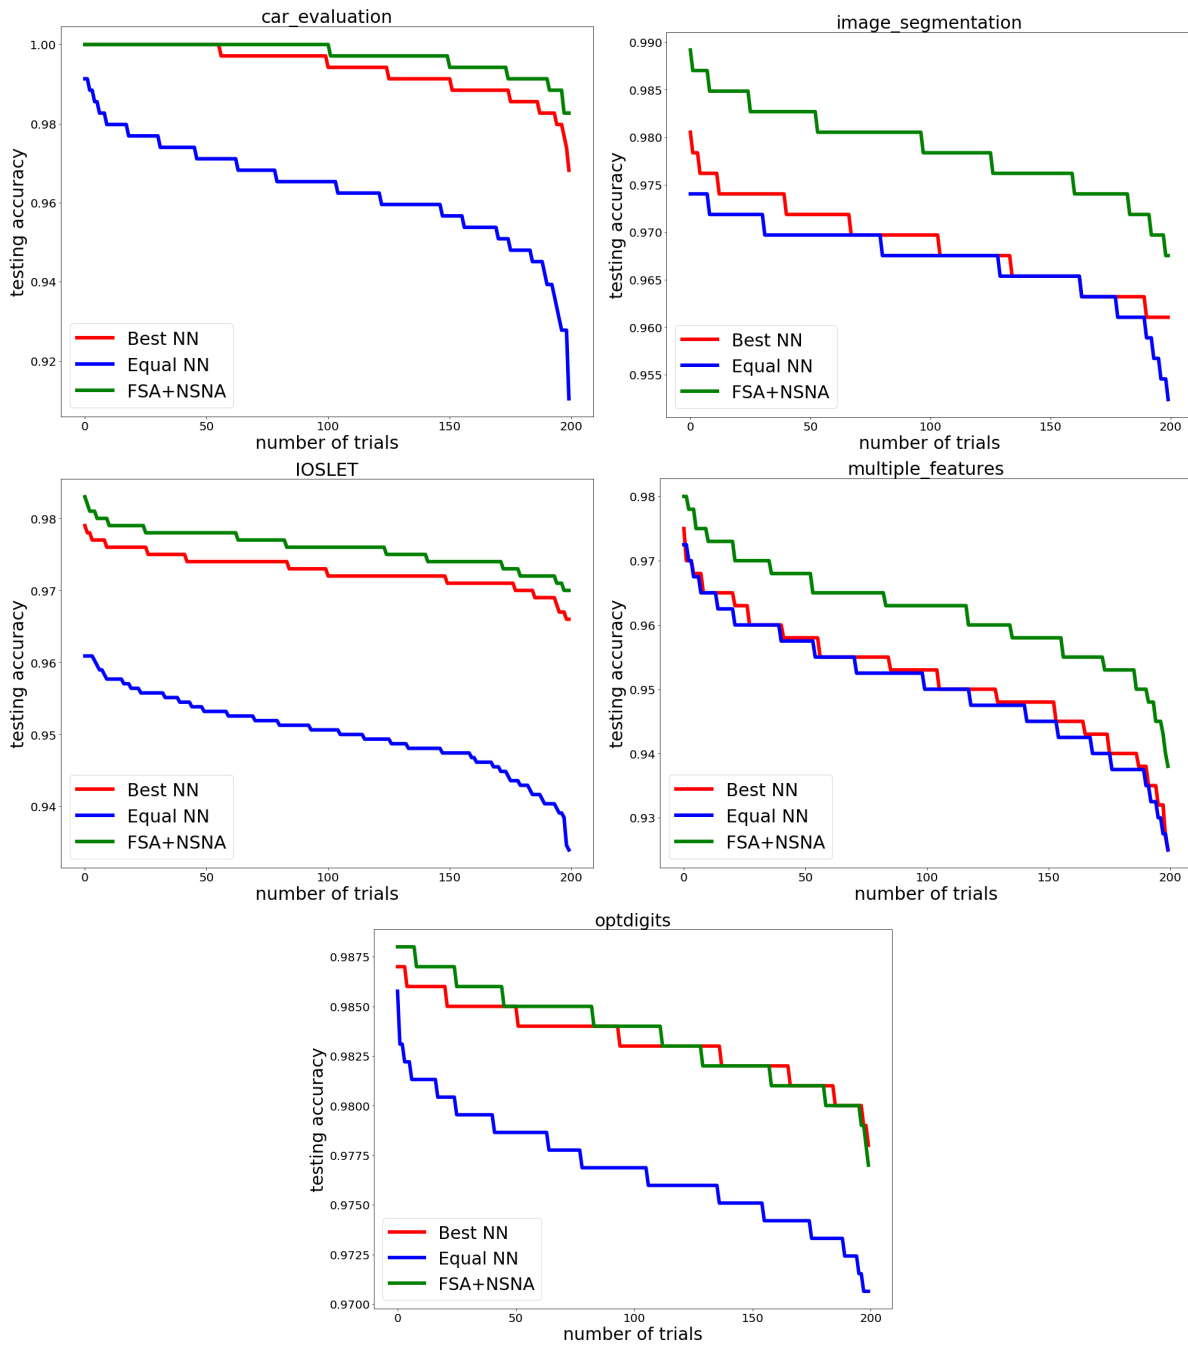 car_evaluation
testing accuracy
1.00
0.98
0.96
0.94
0.92
Best NN
Equal NN
FSA+NSNA
0 50 100 150 200
number of trials
image_segmentation
testing accuracy
0.990
0.985
0.980
0.975
0.970
0.965
0.960
0.955
Best NN
Equal NN
FSA+NSNA
0 50 100 150 200
number of trials
IOSLET
testing accuracy
0.98
0.97
0.96
0.95
0.94
Best NN
Equal NN
FSA+NSNA
0 50 100 150 200
number of trials
multiple_features
testing accuracy
0.98
0.97
0.96
0.95
0.94
0.93
Best NN
Equal NN
FSA+NSNA
0 50 100 150 200
number of trials
optdigits
testing accuracy
0.9875
0.9850
0.9825
0.9800
0.9775
0.9750
0.9725
0.9700
Best NN
Equal NN
FSA+NSNA
0 50 100 150 200
number of trials